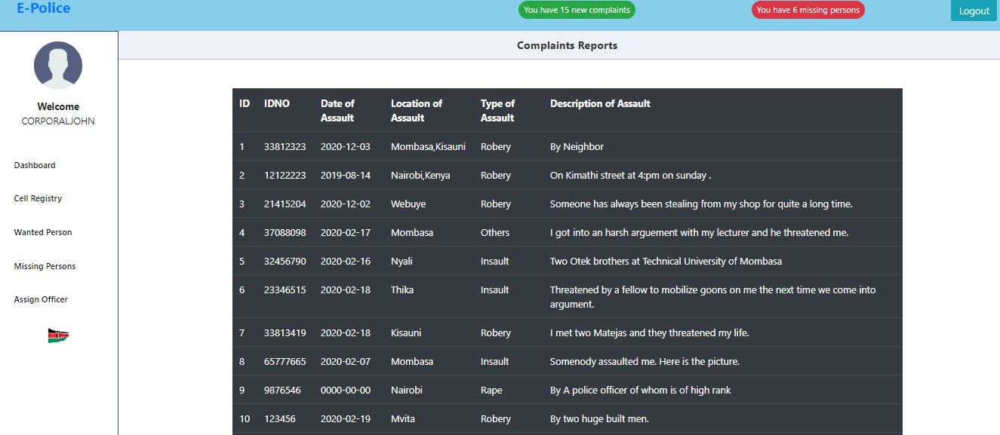 E-Police
You have 15 new complaints
You have 6 missing persons
Logout
Complaints Reports
Welcome
CORPORALJOHN
Dashboard
Cell Registry
Wanted Person
Missing Persons
Assign Officer
ID IDNO Date of Assault Location of Assault Type of Assault Description of Assault
1 33812323 2020-12-03 Mombasa,Kisauni Robery By Neighbor
2 12122223 2019-08-14 Nairobi,Kenya Robery On Kimathi street at 4:pm on sunday .
3 21415204 2020-12-02 Webuye Robery Someone has always been stealing from my shop for quite a long time.
4 37088098 2020-02-17 Mombasa Others I got into an harsh arguement with my lecturer and he threatened me.
5 32456790 2020-02-16 Nyali Insault Two Otek brothers at Technical University of Mombasa
6 23346515 2020-02-18 Thika Insault Threatened by a fellow to mobilize goons on me the next time we come into
argument.
7 33813419 2020-02-18 Kisauni Robery I met two Matejas and they threatened my life.
8 65777665 2020-02-07 Mombasa Insault Somenody assaulted me. Here is the picture.
9 9876546 0000-00-00 Nairobi Rape By A police officer of whom is of high rank
10 123456 2020-02-19 Mvita Robery By two huge built men.